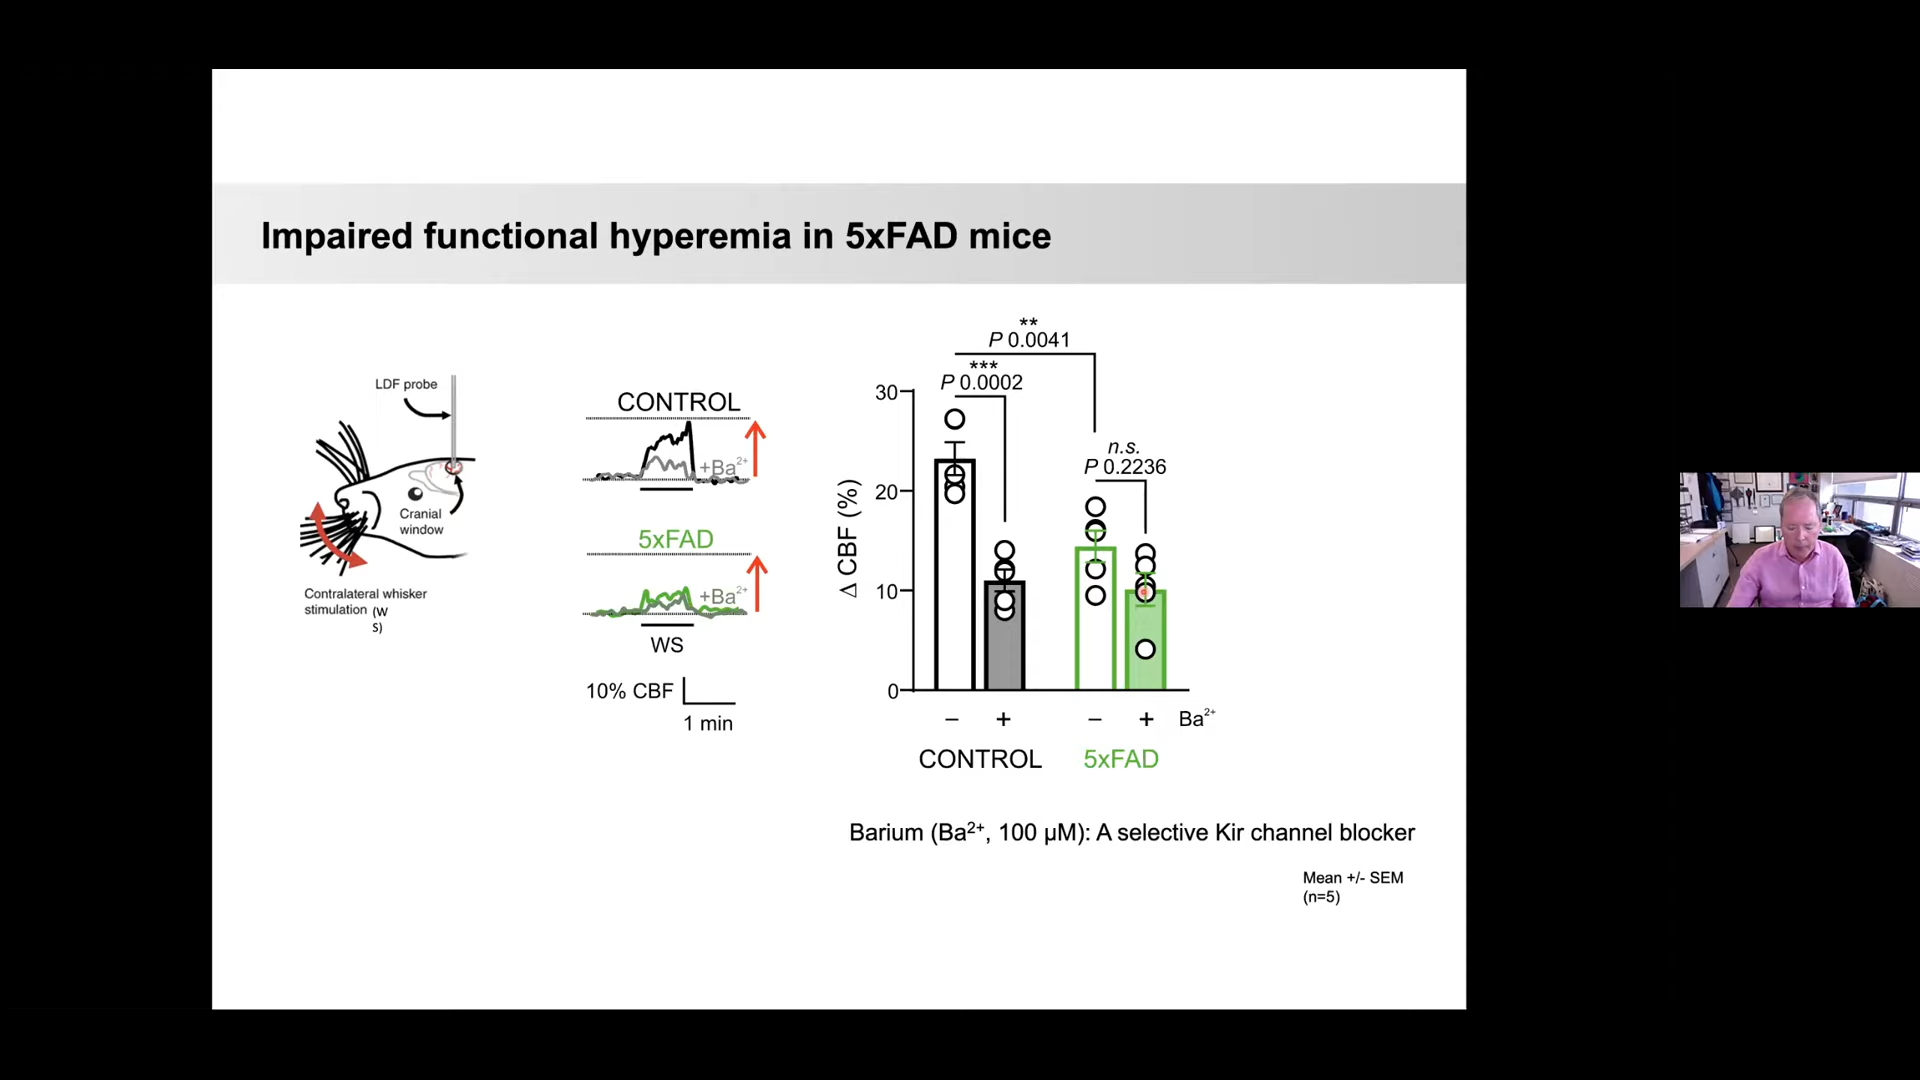 Impaired functional hyperemia in 5xFAD mice
LDF probe
Cranial
window
Contralateral whisker
stimulation (W
S)
CONTROL
+Ba²⁺
5xFAD
+Ba²⁺
WS
10% CBF
1 min
**
P 0.0041
***
P 0.0002
n.s.
P 0.2236
Δ CBF (%)
30
20
10
0
− + − + Ba²⁺
CONTROL 5xFAD
Barium (Ba²⁺, 100 µM): A selective Kir channel blocker
Mean +/- SEM
(n=5)